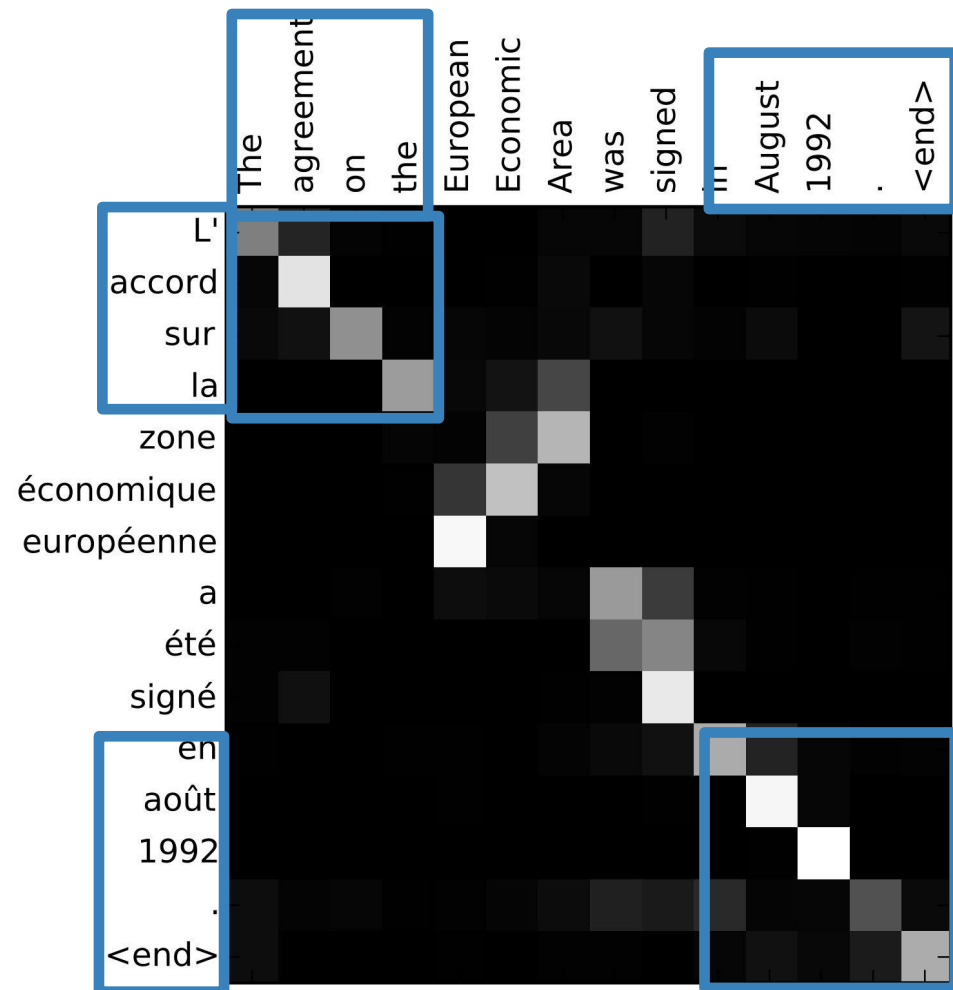 The
agreement
on
the
European
Economic
Area
was
signed
in
August
1992
.
<end>
L'
accord
sur
la
zone
économique
européenne
a
été
signé
en
août
1992
.
<end>